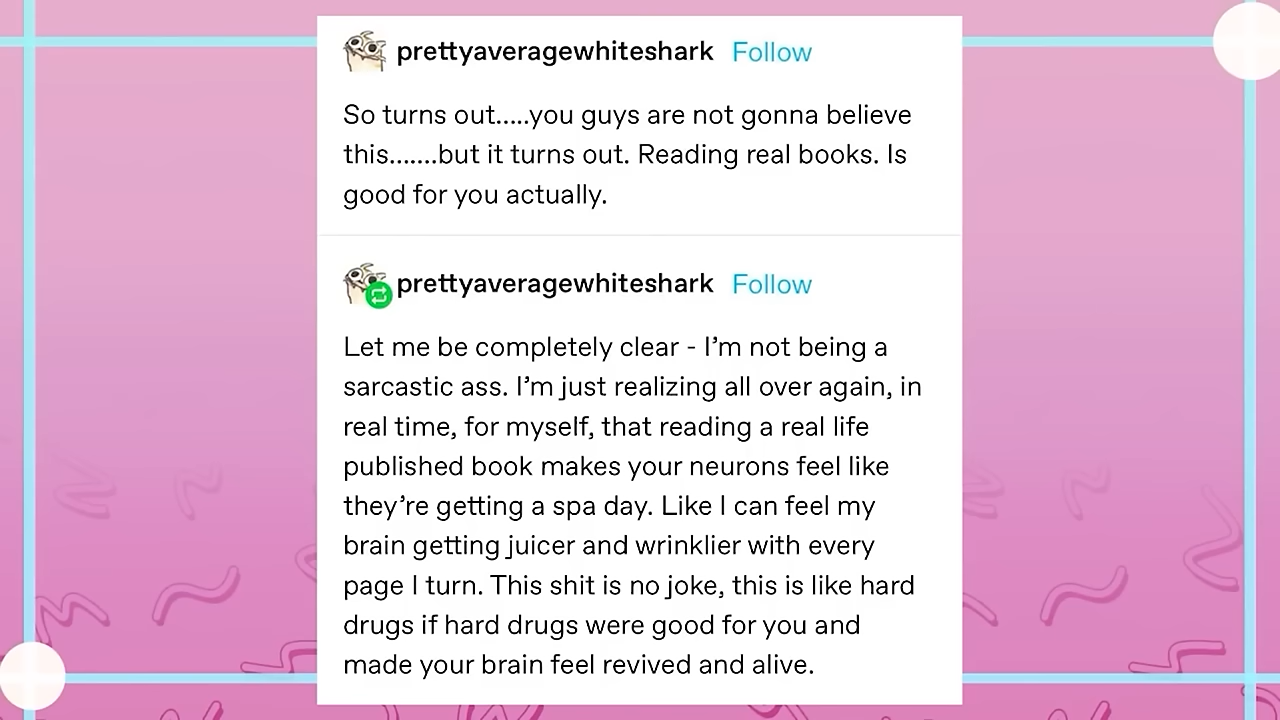 prettyaveragewhiteshark Follow
So turns out.....you guys are not gonna believe
this.......but it turns out. Reading real books. Is
good for you actually.
prettyaveragewhiteshark Follow
Let me be completely clear - I’m not being a
sarcastic ass. I’m just realizing all over again, in
real time, for myself, that reading a real life
published book makes your neurons feel like
they’re getting a spa day. Like I can feel my
brain getting juicer and wrinklier with every
page I turn. This shit is no joke, this is like hard
drugs if hard drugs were good for you and
made your brain feel revived and alive.